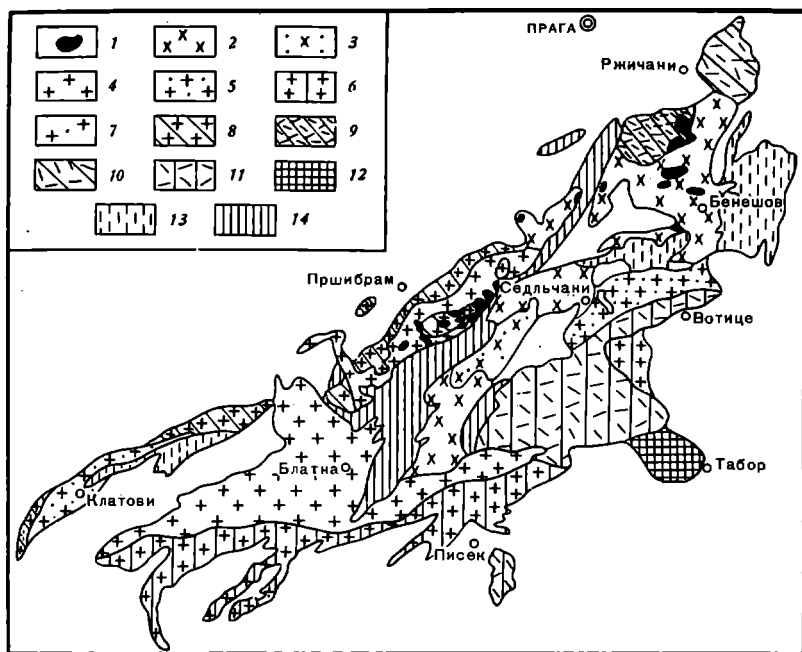 1 2 3
4 5 6
7 8 9
10 11 12
13 14
ПРАГА
Ржичани
Бенешов
Пршибрам
Седльчани
Вотице
Блатна
Табор
Клатови
Писек